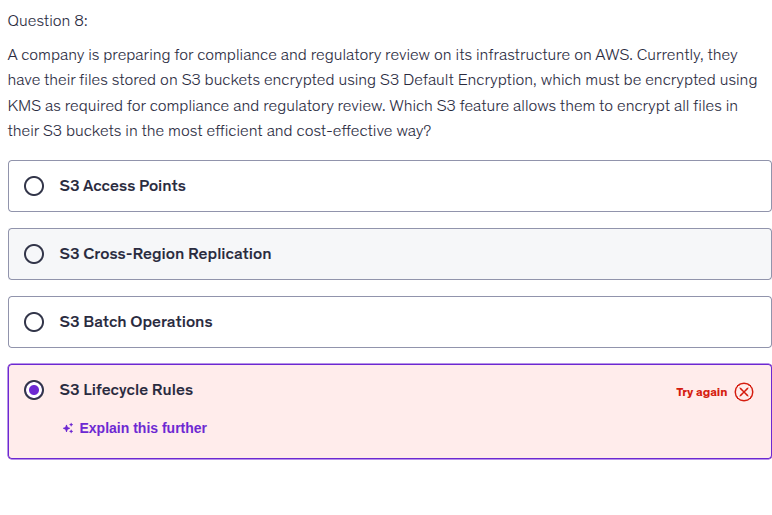 Question 8:
A company is preparing for compliance and regulatory review on its infrastructure on AWS. Currently, they
have their files stored on S3 buckets encrypted using S3 Default Encryption, which must be encrypted using
KMS as required for compliance and regulatory review. Which S3 feature allows them to encrypt all files in
their S3 buckets in the most efficient and cost-effective way?
S3 Access Points
S3 Cross-Region Replication
S3 Batch Operations
S3 Lifecycle Rules
Try again
Explain this further